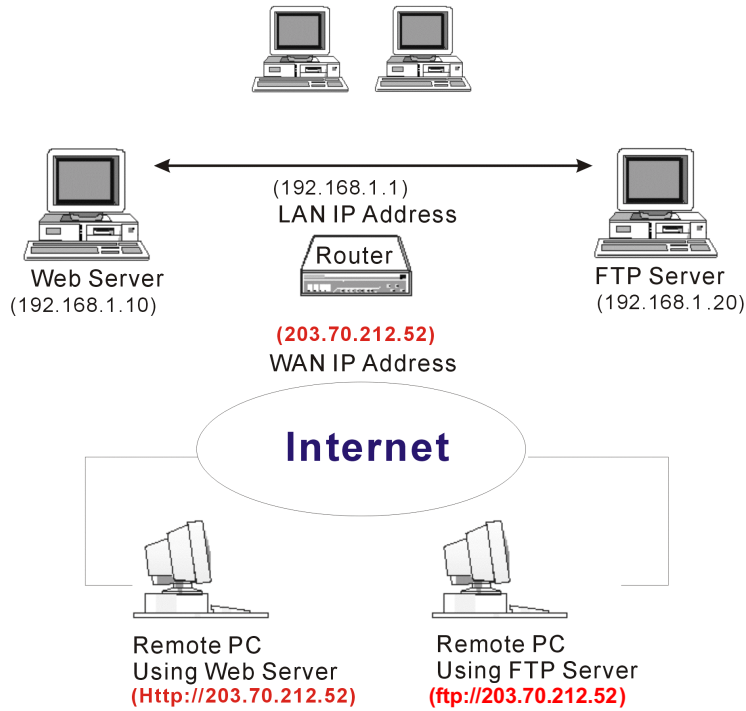 (192.168.1.1)
LAN IP Address
Router
Web Server
(192.168.1.10)
FTP Server
(192.168.1.20)
(203.70.212.52)
WAN IP Address
Internet
Remote PC
Using Web Server
(Http://203.70.212.52)
Remote PC
Using FTP Server
(ftp://203.70.212.52)